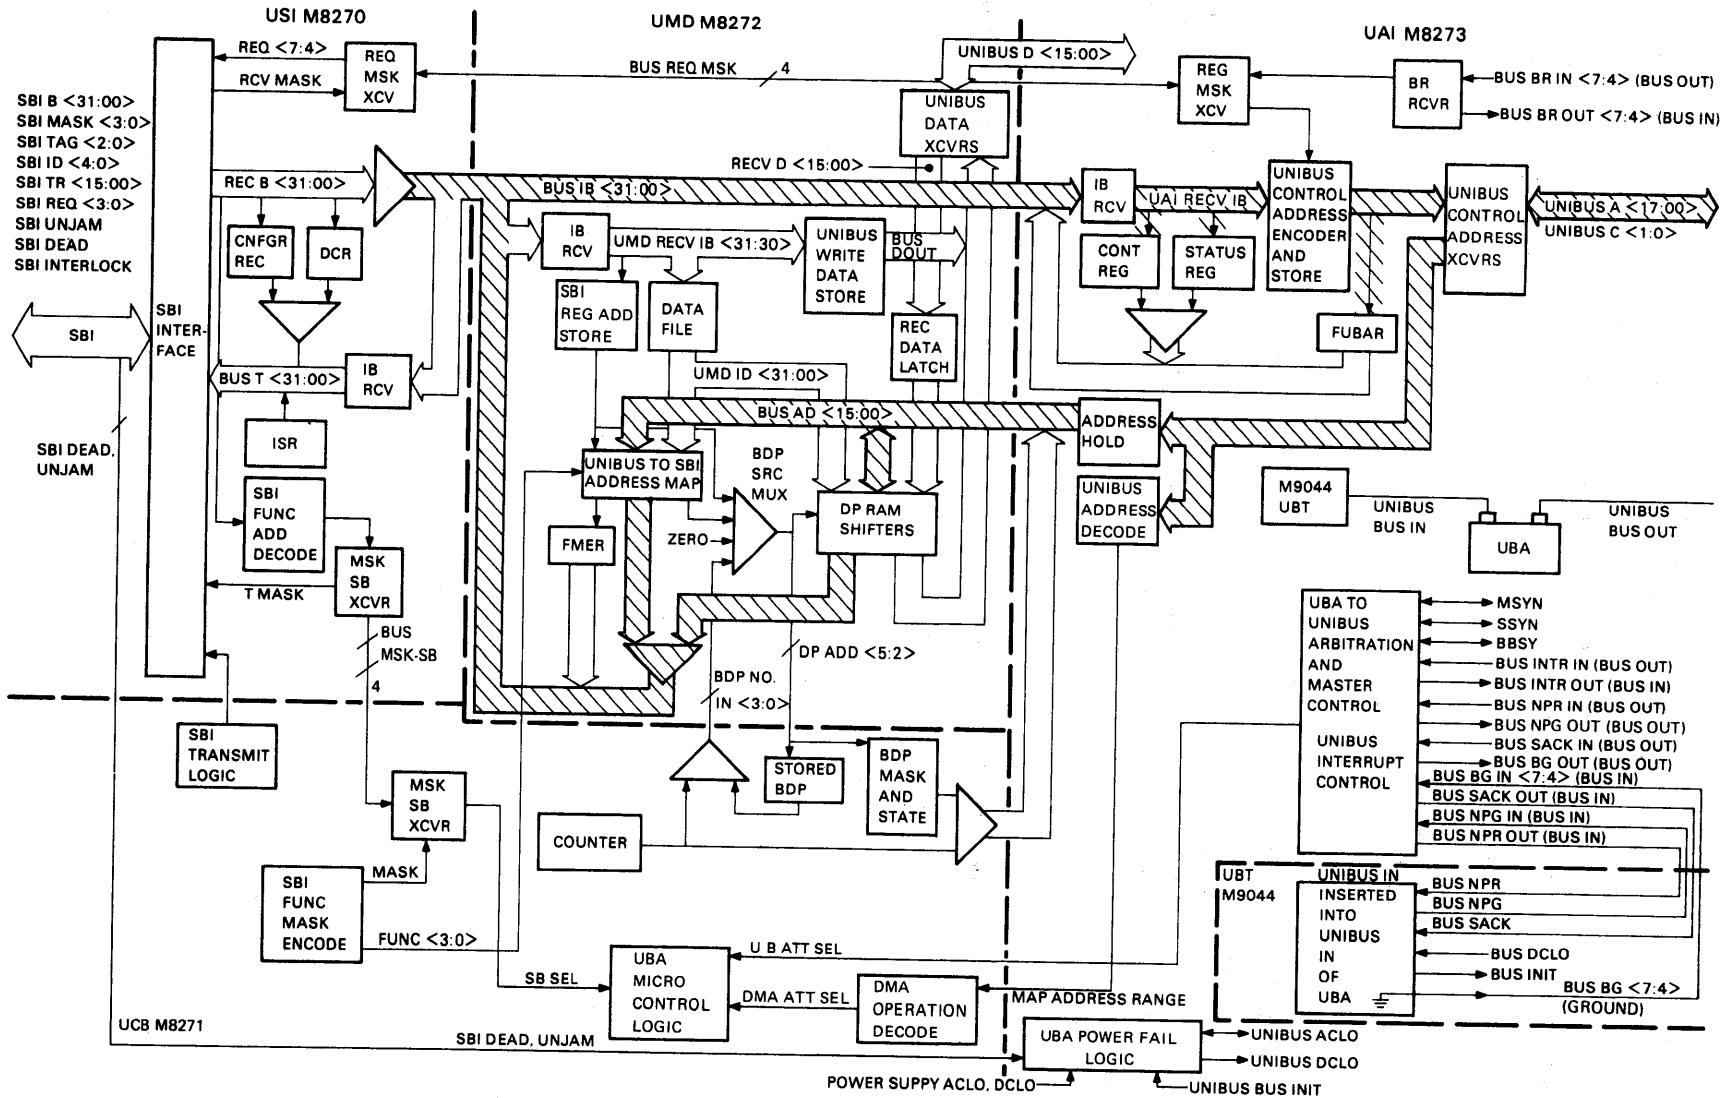 USI M8270
UMD M8272
UAI M8273
REQ <7:4>
RCV MASK
REQ
MSK
XCV
BUS REQ MSK
4
UNIBUS D <15:00>
REG
MSK
XCV
BR
RCVR
BUS BR IN <7:4> (BUS OUT)
BUS BR OUT <7:4> (BUS IN)
SBI B <31:00>
SBI MASK <3:0>
SBI TAG <2:0>
SBI ID <4:0>
SBI TR <15:00>
SBI REQ <3:0>
SBI UNJAM
SBI DEAD
SBI INTERLOCK
UNIBUS
DATA
XCVRS
RECV D <15:00>
REC B <31:00>
BUS IB <31:00>
IB
RCV
UAI RECV IB
UNIBUS
CONTROL
ADDRESS
ENCODER
AND
STORE
UNIBUS
CONTROL
ADDRESS
XCVRS
UNIBUS A <17:00>
UNIBUS C <1:0>
CNFGR
REC
DCR
IB
RCV
UMD RECV IB <31:30>
UNIBUS
WRITE
DATA
STORE
BUS
DOUT
CONT
REG
STATUS
REG
SBI
REG ADD
STORE
DATA
FILE
REC
DATA
LATCH
FUBAR
SBI
SBI
INTER-
FACE
BUS T <31:00>
IB
RCV
UMD ID <31:00>
BUS AD <15:00>
ADDRESS
HOLD
ISR
SBI DEAD,
UNJAM
UNIBUS TO SBI
ADDRESS MAP
BDP
SRC
MUX
SBI
FUNC
ADD
DECODE
DP RAM
SHIFTERS
UNIBUS
ADDRESS
DECODE
M9044
UBT
UNIBUS
BUS IN
UNIBUS
BUS OUT
UBA
FMER
ZERO
MSK
SB
XCVR
T MASK
BUS
MSK-SB
4
DP ADD <5:2>
BDP NO.
IN <3:0>
UBA TO
UNIBUS
ARBITRATION
AND
MASTER
CONTROL
UNIBUS
INTERRUPT
CONTROL
MSYN
SSYN
BBSY
BUS INTR IN (BUS OUT)
BUS INTR OUT (BUS IN)
BUS NPR IN (BUS OUT)
BUS NPG OUT (BUS OUT)
BUS SACK IN (BUS OUT)
BUS BG OUT (BUS OUT)
BUS BG IN <7:4> (BUS IN)
BUS SACK OUT (BUS IN)
BUS NPG IN (BUS IN)
BUS NPR OUT (BUS IN)
SBI
TRANSMIT
LOGIC
STORED
BDP
BDP
MASK
AND
STATE
MSK
SB
XCVR
COUNTER
SBI
FUNC
MASK
ENCODE
MASK
FUNC <3:0>
UBT
M9044
UNIBUS IN
INSERTED
INTO
UNIBUS
IN
OF
UBA
BUS NPR
BUS NPG
BUS SACK
BUS DCLO
BUS INIT
BUS BG <7:4>
(GROUND)
SB SEL
UBA
MICRO
CONTROL
LOGIC
U B ATT SEL
DMA ATT SEL
DMA
OPERATION
DECODE
MAP ADDRESS RANGE
UCB M8271
SBI DEAD, UNJAM
UBA POWER FAIL
LOGIC
UNIBUS ACLO
UNIBUS DCLO
POWER SUPPY ACLO, DCLO
UNIBUS BUS INIT